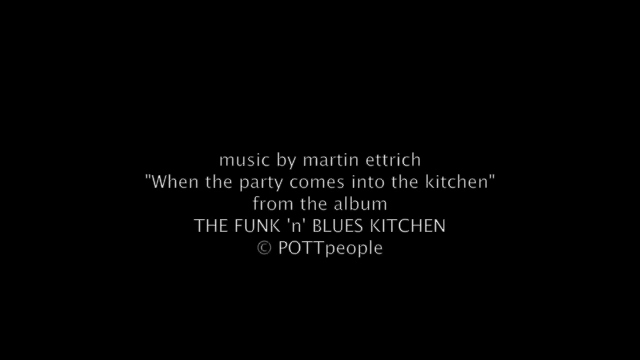 music by martin ettrich
"When the party comes into the kitchen"
from the album
THE FUNK 'n' BLUES KITCHEN
© POTTpeople